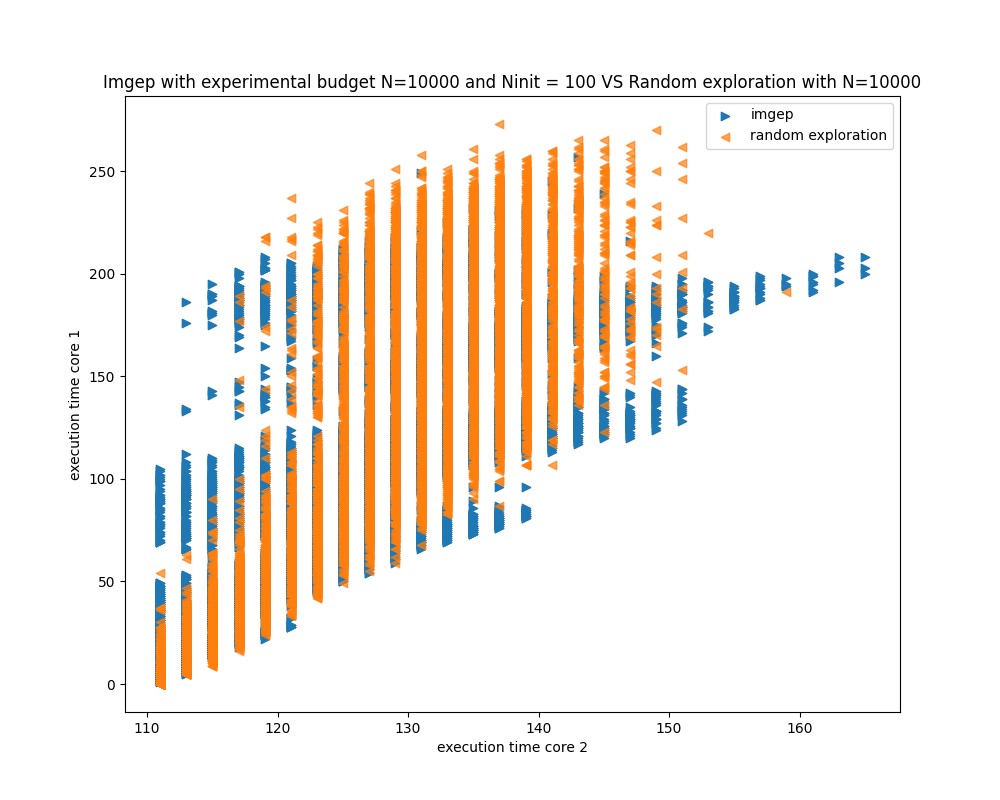 Imgep with experimental budget N=10000 and Ninit = 100 VS Random exploration with N=10000
imgep
random exploration
250
200
150
100
50
0
execution time core 1
110 120 130 140 150 160
execution time core 2